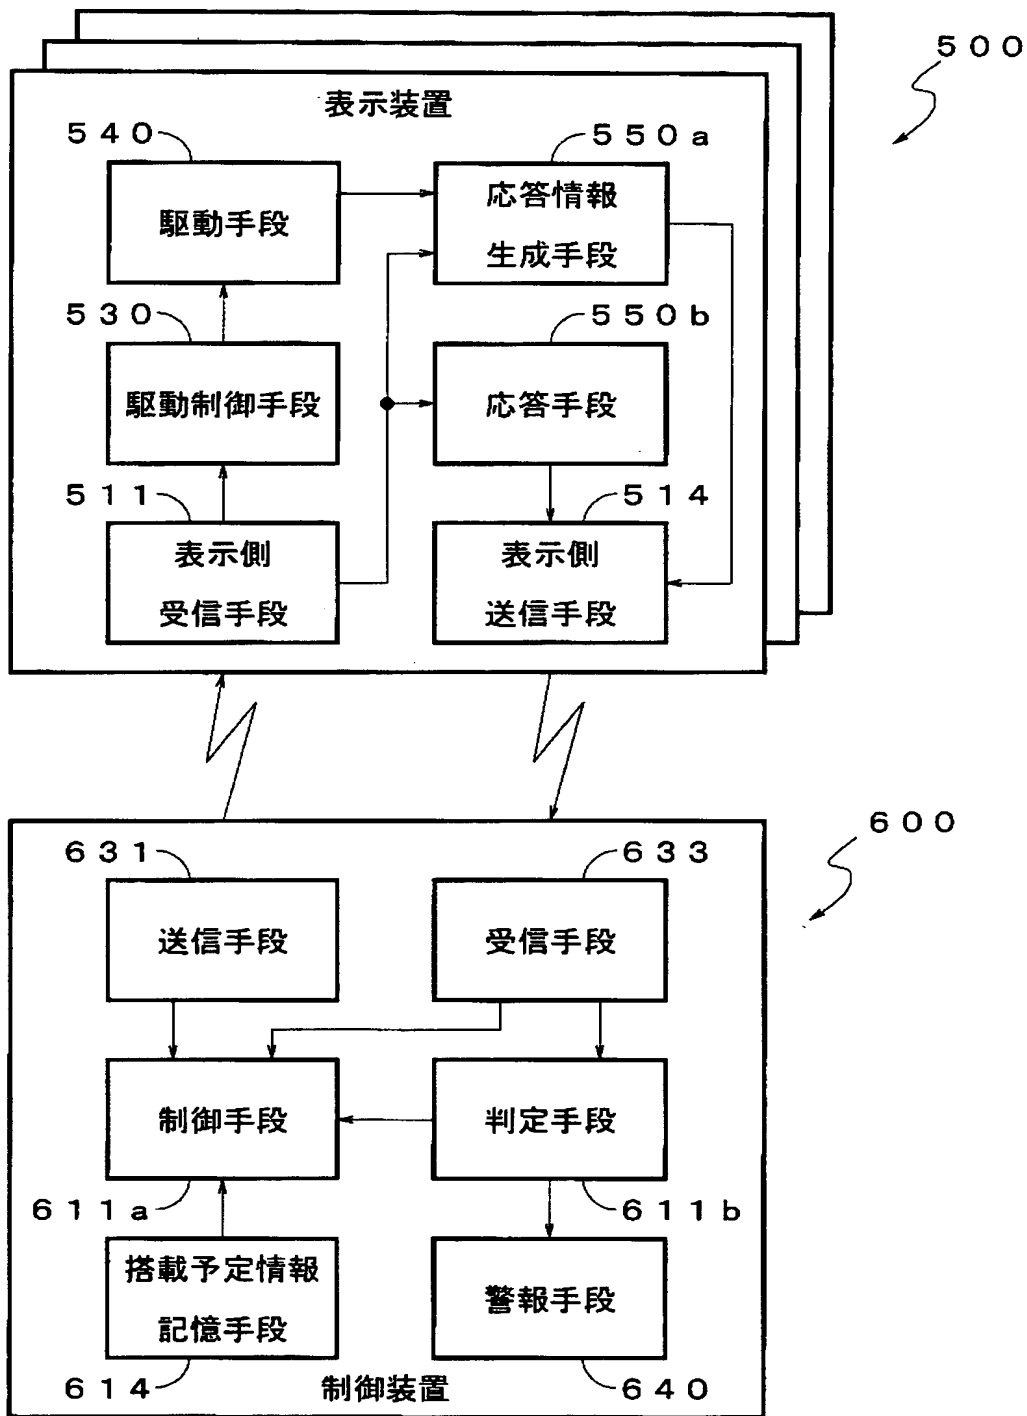 ５００
表示装置
５４０
５５０ａ
駆動手段
応答情報
生成手段
５３０
５５０ｂ
駆動制御手段
応答手段
５１１
５１４
表示側
受信手段
表示側
送信手段
６００
６３１
６３３
送信手段
受信手段
制御手段
判定手段
６１１ａ
６１１ｂ
搭載予定情報
記憶手段
警報手段
６１４
６４０
制御装置